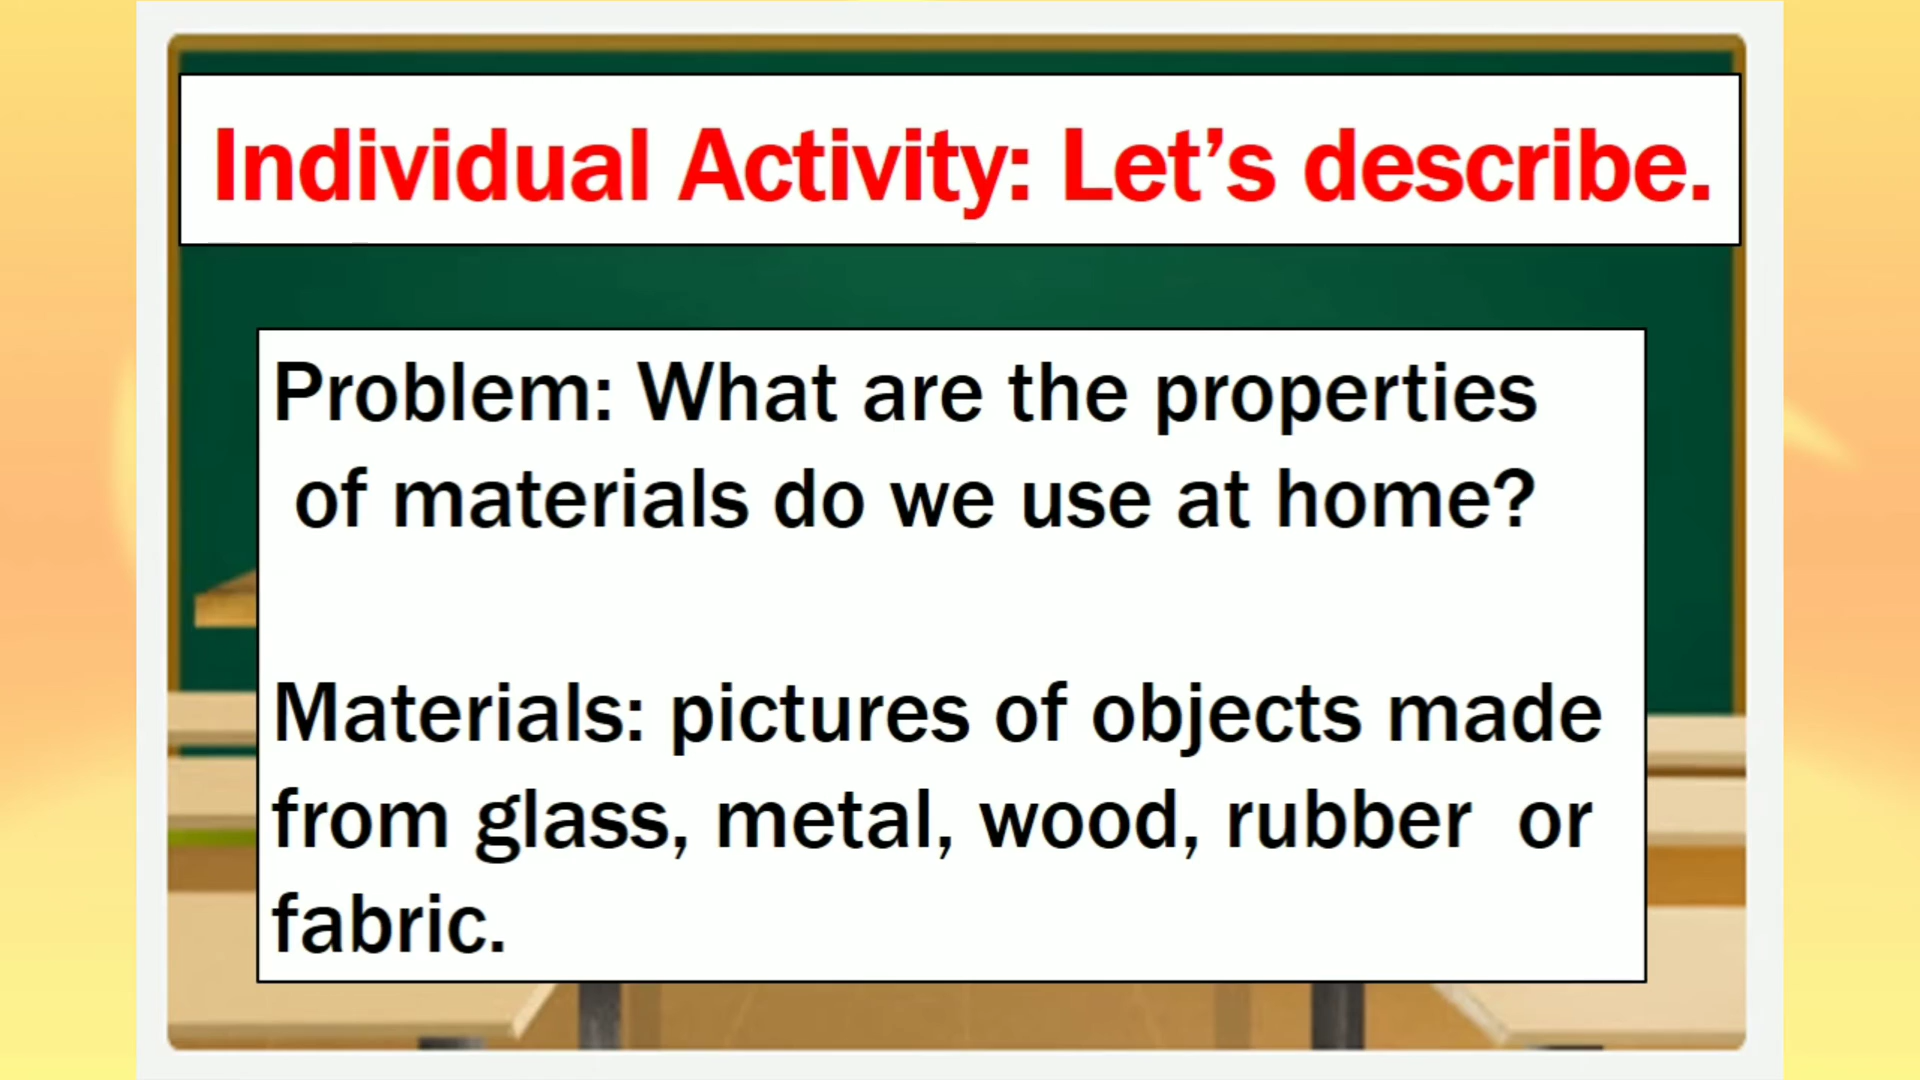 Individual Activity: Let’s describe.
Problem: What are the properties
of materials do we use at home?
Materials: pictures of objects made
from glass, metal, wood, rubber  or
fabric.